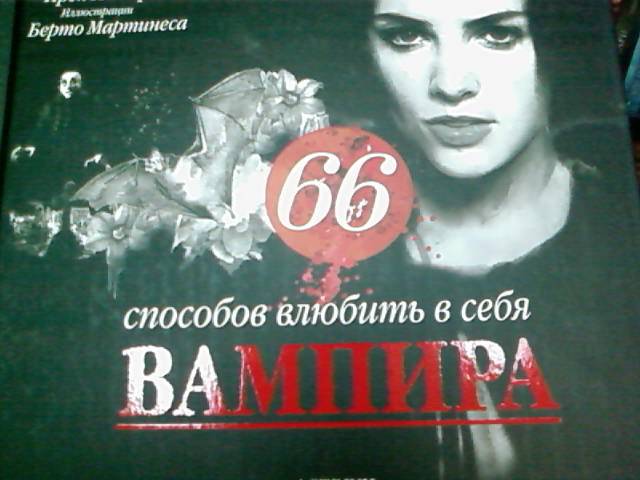 Иллюстрации
Берто Мартинеса
66
способов влюбить в себя
ВАМПИРА